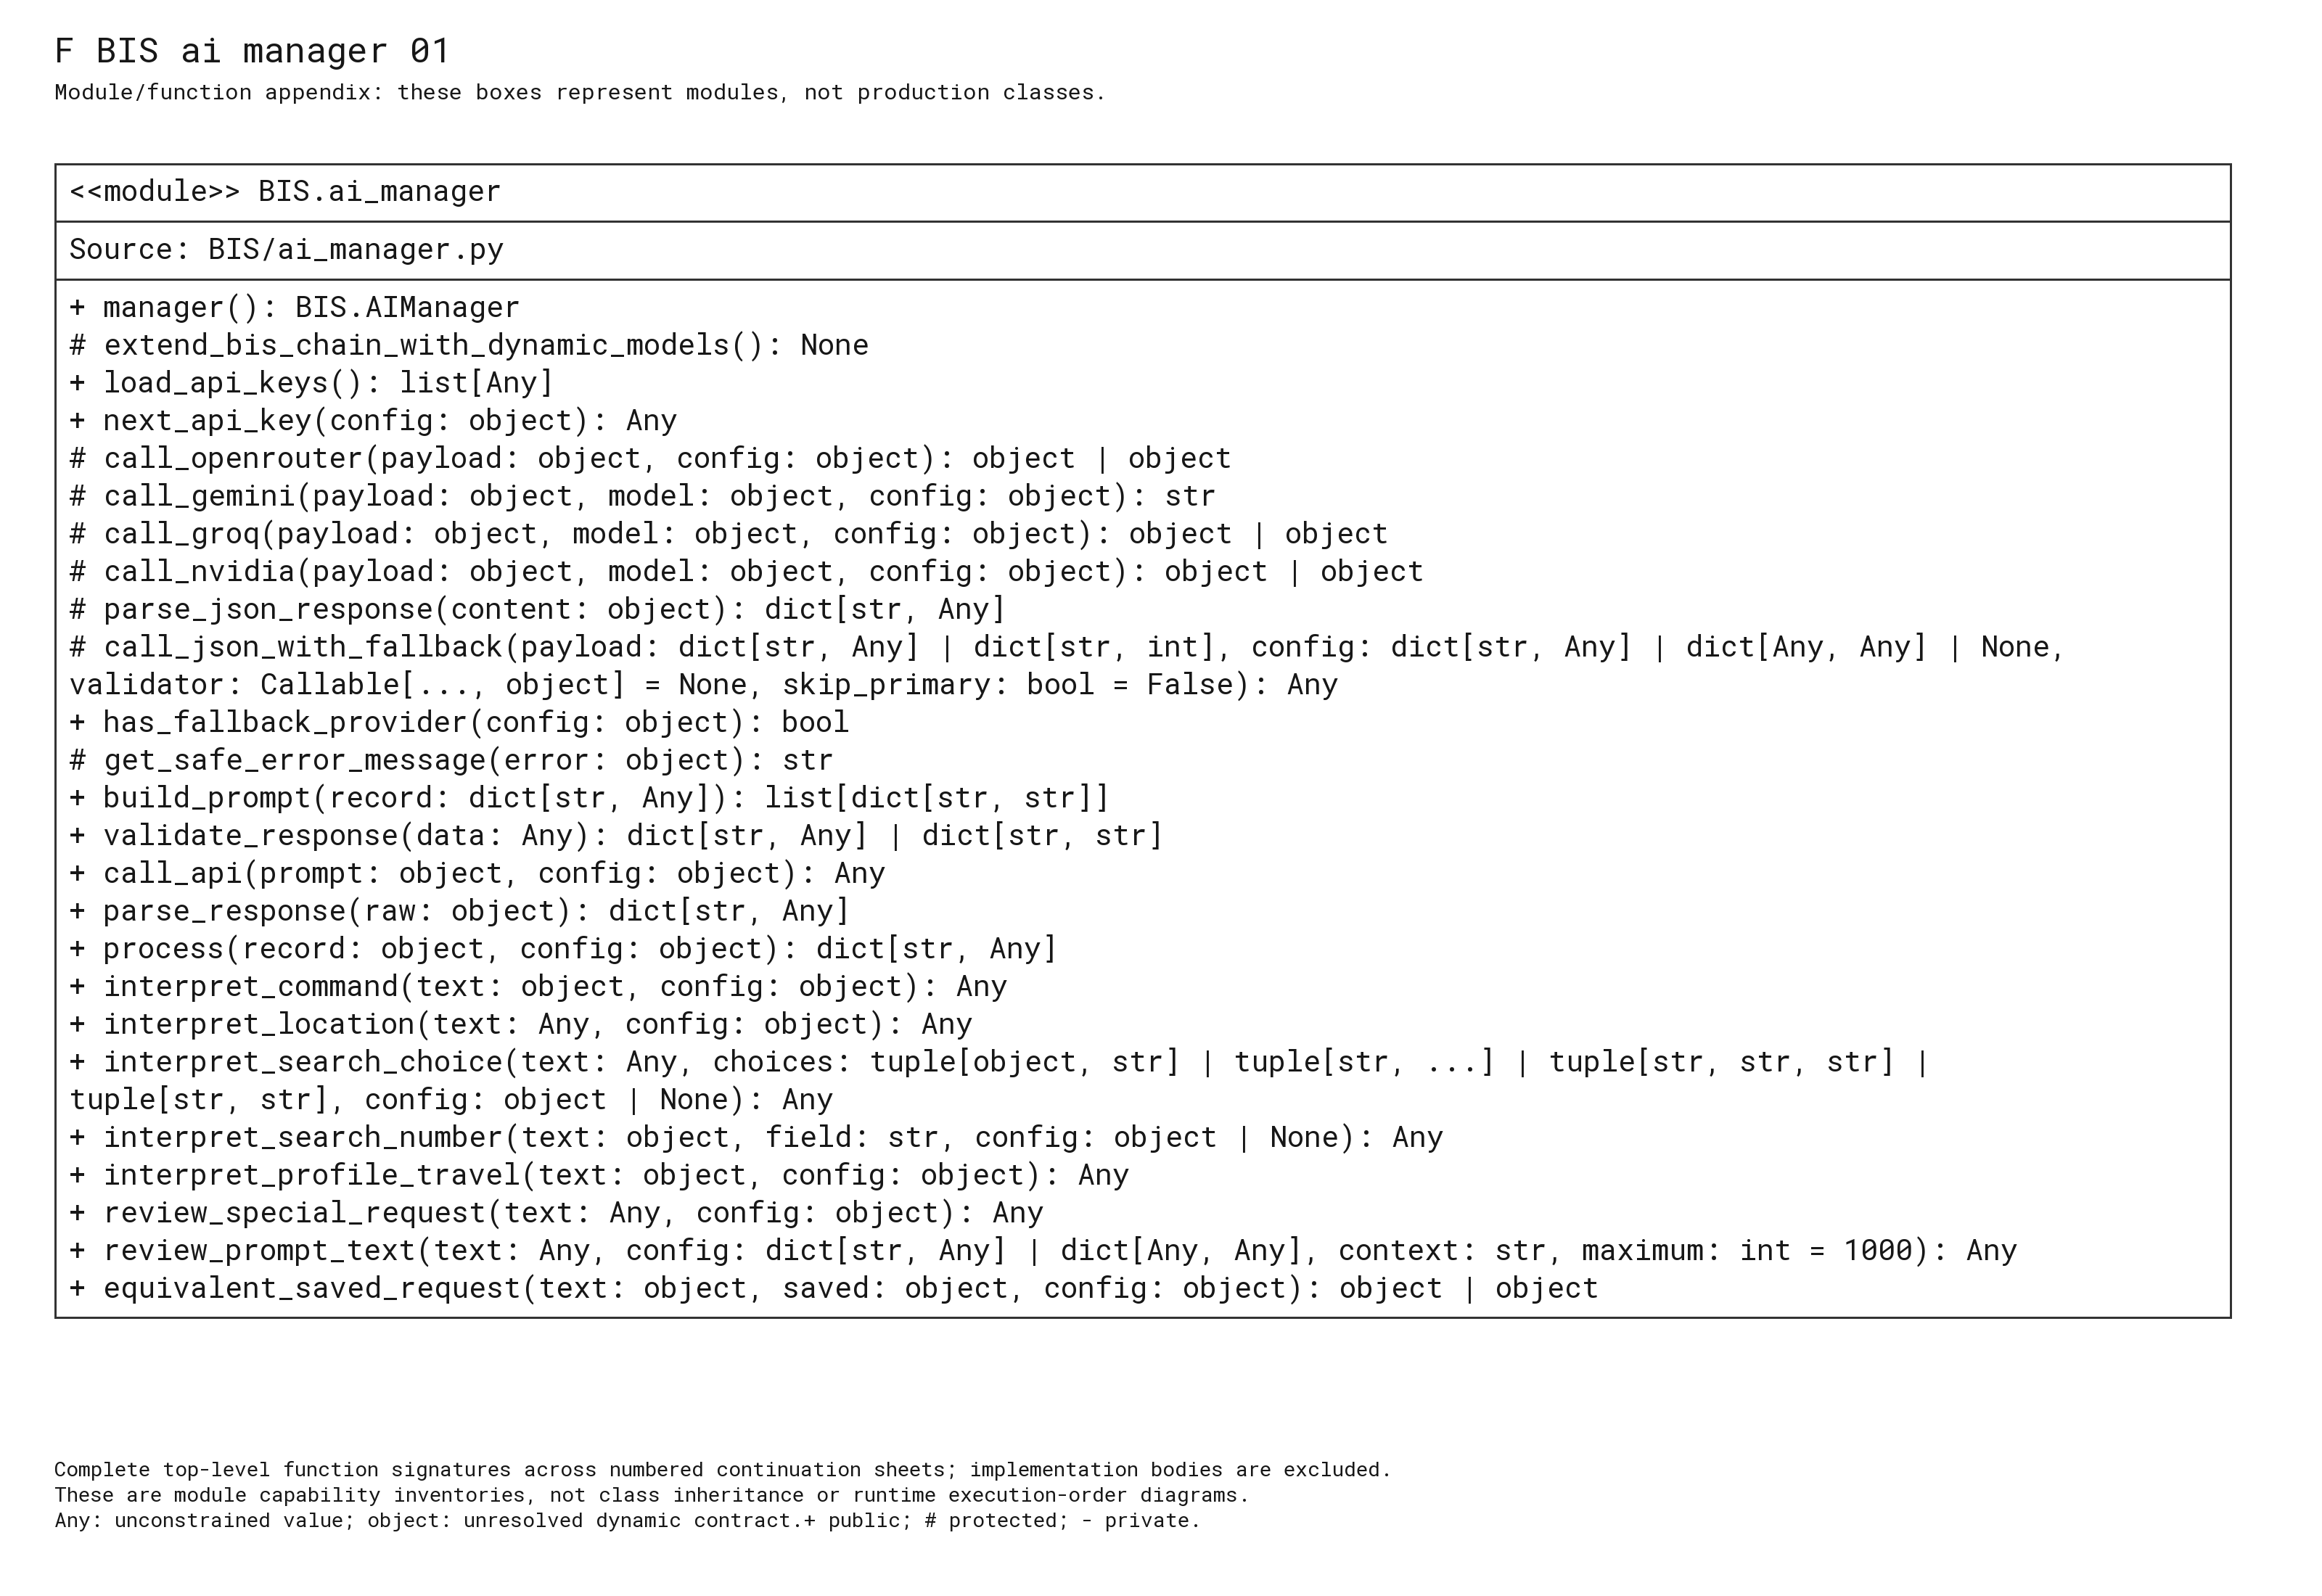 F BIS ai manager 01
Module/function appendix: these boxes represent modules, not production classes.
<<module>> BIS.ai_manager
Source: BIS/ai_manager.py
+ manager(): BIS.AIManager
# extend_bis_chain_with_dynamic_models(): None
+ load_api_keys(): list[Any]
+ next_api_key(config: object): Any
# call_openrouter(payload: object, config: object): object | object
# call_gemini(payload: object, model: object, config: object): str
# call_groq(payload: object, model: object, config: object): object | object
# call_nvidia(payload: object, model: object, config: object): object | object
# parse_json_response(content: object): dict[str, Any]
# call_json_with_fallback(payload: dict[str, Any] | dict[str, int], config: dict[str, Any] | dict[Any, Any] | None,
validator: Callable[..., object] = None, skip_primary: bool = False): Any
+ has_fallback_provider(config: object): bool
# get_safe_error_message(error: object): str
+ build_prompt(record: dict[str, Any]): list[dict[str, str]]
+ validate_response(data: Any): dict[str, Any] | dict[str, str]
+ call_api(prompt: object, config: object): Any
+ parse_response(raw: object): dict[str, Any]
+ process(record: object, config: object): dict[str, Any]
+ interpret_command(text: object, config: object): Any
+ interpret_location(text: Any, config: object): Any
+ interpret_search_choice(text: Any, choices: tuple[object, str] | tuple[str, ...] | tuple[str, str, str] |
tuple[str, str], config: object | None): Any
+ interpret_search_number(text: object, field: str, config: object | None): Any
+ interpret_profile_travel(text: object, config: object): Any
+ review_special_request(text: Any, config: object): Any
+ review_prompt_text(text: Any, config: dict[str, Any] | dict[Any, Any], context: str, maximum: int = 1000): Any
+ equivalent_saved_request(text: object, saved: object, config: object): object | object
Complete top-level function signatures across numbered continuation sheets; implementation bodies are excluded.
These are module capability inventories, not class inheritance or runtime execution-order diagrams.
Any: unconstrained value; object: unresolved dynamic contract.+ public; # protected; - private.